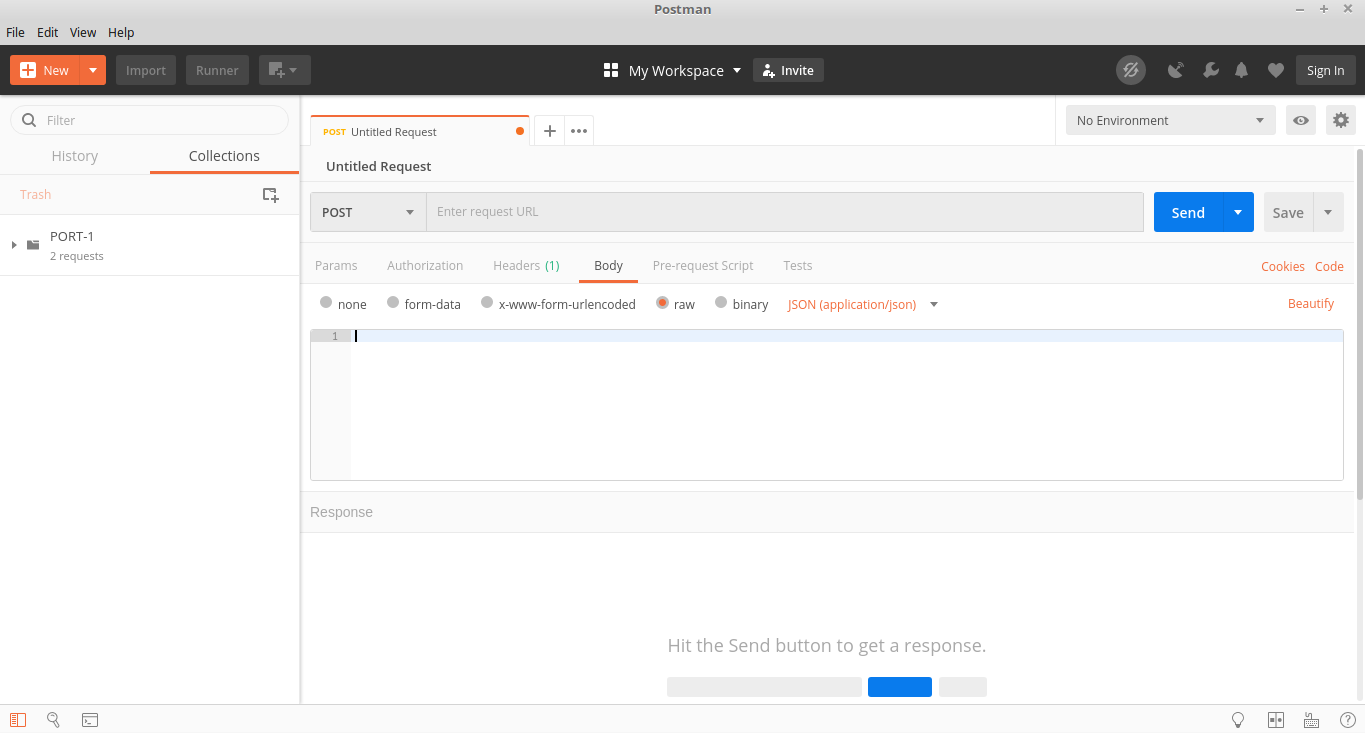 Postman
File Edit View Help
New Import Runner My Workspace Invite Sign In
Filter
History Collections
Trash
PORT-1
2 requests
POST Untitled Request
No Environment
Untitled Request
POST Enter request URL Send Save
Params Authorization Headers (1) Body Pre-request Script Tests Cookies Code
none form-data x-www-form-urlencoded raw binary JSON (application/json) Beautify
1
Response
Hit the Send button to get a response.